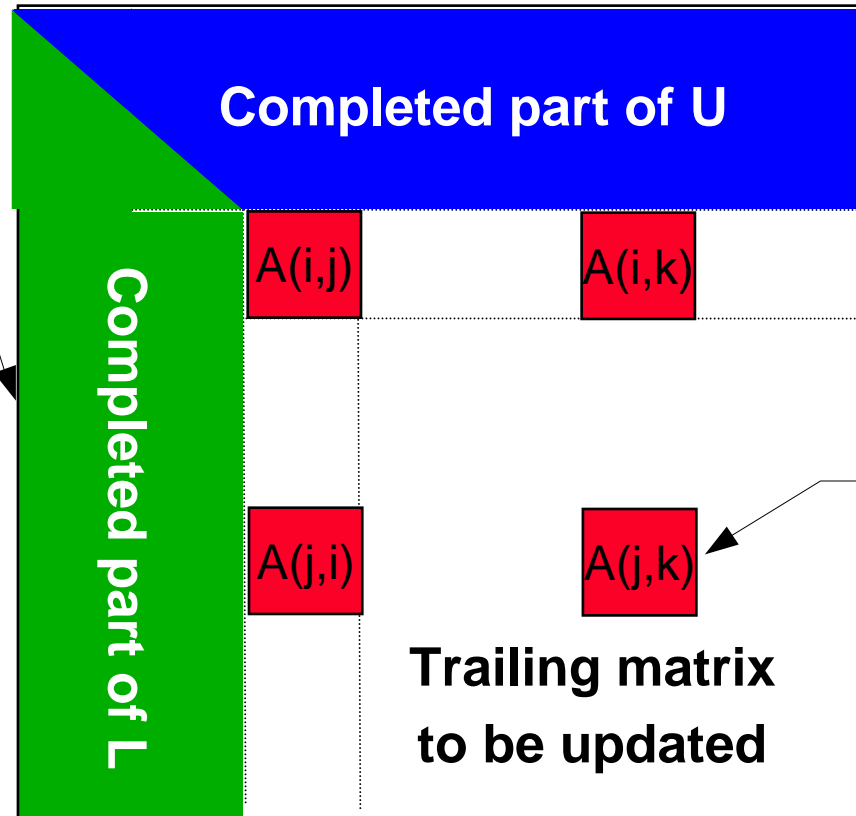 Completed part of U
A(i,j)
A(i,k)
Completed part of L
A(j,i)
A(j,k)
Trailing matrix
to be updated